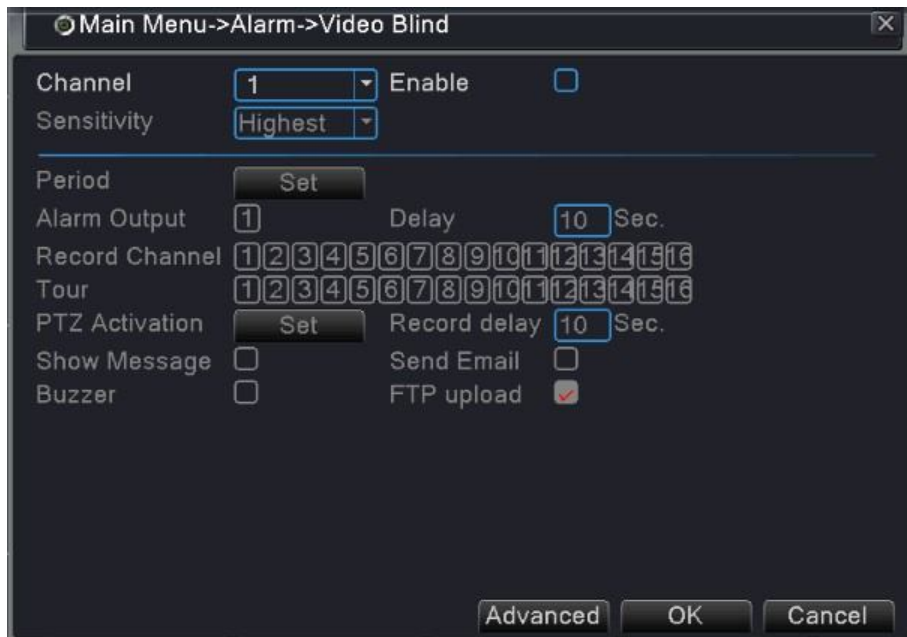 Main Menu->Alarm->Video Blind
Channel 1 Enable
Sensitivity Highest
Period Set
Alarm Output 1 Delay 10 Sec.
Record Channel 1 2 3 4 5 6 7 8 9 10 11 12 13 14 15 16
Tour 1 2 3 4 5 6 7 8 9 10 11 12 13 14 15 16
PTZ Activation Set Record delay 10 Sec.
Show Message Send Email
Buzzer FTP upload
Advanced OK Cancel